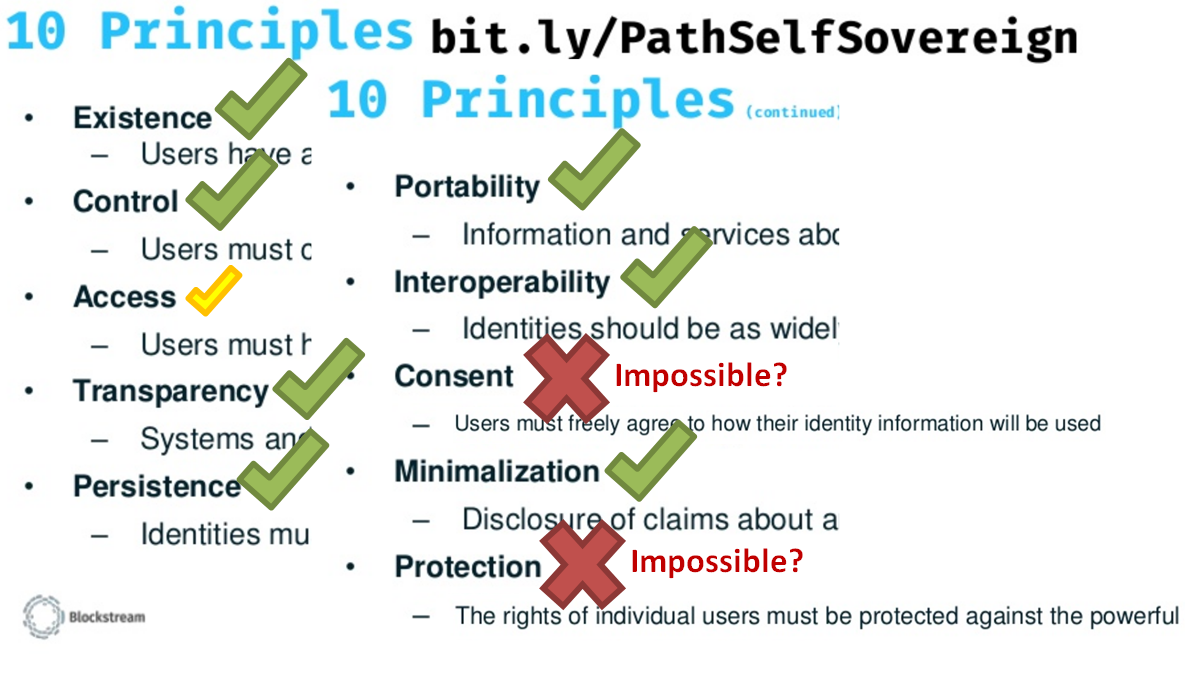 10 Principles bit.ly/PathSelfSovereign
• Existence
– Users have a
• Control
– Users must
• Access
– Users must
• Transparency
– Systems and
• Persistence
– Identities mu
Blockstream
10 Principles (continued)
• Portability
– Information and services abo
• Interoperability
– Identities should be as widel
• Consent Impossible?
– Users must freely agree to how their identity information will be used
• Minimalization
– Disclosure of claims about a
• Protection Impossible?
– The rights of individual users must be protected against the powerful